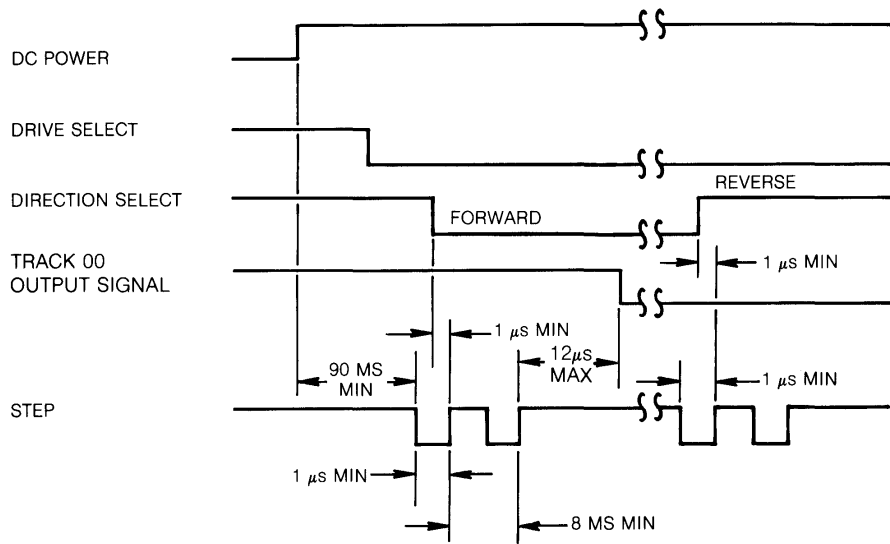 DC POWER
DRIVE SELECT
DIRECTION SELECT
REVERSE
FORWARD
TRACK 00
OUTPUT SIGNAL
1 μs MIN
1 μs MIN
90 MS
MIN
12μs
MAX
1 μs MIN
STEP
1 μs MIN
8 MS MIN